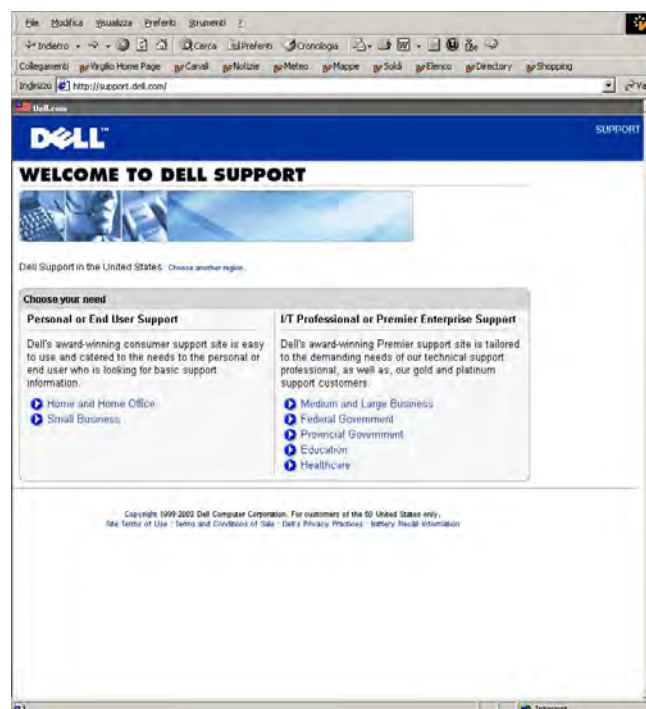 File Modifica Visualizza Preferiti Strumenti ?
Indietro Cerca Preferiti Cronologia
Collegamenti Virgilio Home Page Canali Notizie Meteo Mappe Soldi Elenco Directory Shopping
Indirizzo http://support.dell.com/ Va
Dell.com
DELL™ SUPPORT
WELCOME TO DELL SUPPORT
Dell Support in the United States. Choose another region.
Choose your need
Personal or End User Support
Dell's award-winning consumer support site is easy
to use and catered to the needs to the personal or
end user who is looking for basic support
information.
Home and Home Office
Small Business
I/T Professional or Premier Enterprise Support
Dell's award-winning Premier support site is tailored
to the demanding needs of our technical support
professional, as well as, our gold and platinum
support customers.
Medium and Large Business
Federal Government
Provincial Government
Education
Healthcare
Copyright 1999-2002 Dell Computer Corporation. For customers of the 50 United States only.
Site Terms of Use | Terms and Conditions of Sale | Dell's Privacy Practices | Battery Recall Information
Internet